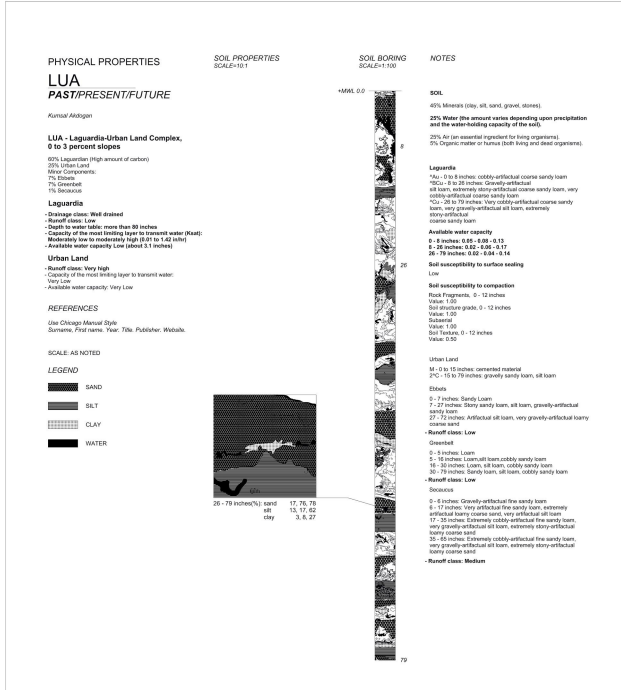 PHYSICAL PROPERTIES
LUA
PAST/PRESENT/FUTURE
Kumsal Akdogan
LUA - Laguardia-Urban Land Complex,
0 to 3 percent slopes
60% Laguardian (High amount of carbon)
25% Urban Land
Minor Components:
7% Ebbets
7% Greenbelt
1% Secaucus
Laguardia
- Drainage class: Well drained
- Runoff class: Low
- Depth to water table: more than 80 inches
- Capacity of the most limiting layer to transmit water (Ksat):
Moderately low to moderately high (0.01 to 1.42 in/hr)
- Available water capacity Low (about 3.1 inches)
Urban Land
- Runoff class: Very high
- Capacity of the most limiting layer to transmit water:
Very Low
- Available water capacity: Very Low
REFERENCES
Use Chicago Manual Style
Surname, First name. Year. Title. Publisher. Website.
SCALE: AS NOTED
LEGEND
SAND
SILT
CLAY
WATER
SOIL PROPERTIES
SCALE=10.1
26 - 79 inches(%): sand 17, 76, 78
silt 13, 17, 62
clay 3, 8, 27
SOIL BORING
SCALE=1:100
+MWL 0.0
8
26
79
NOTES
SOIL
45% Minerals (clay, silt, sand, gravel, stones).
25% Water (the amount varies depending upon precipitation
and the water-holding capacity of the soil).
25% Air (an essential ingredient for living organisms).
5% Organic matter or humus (both living and dead organisms).
Laguardia
^Au - 0 to 8 inches: cobbly-artifactual coarse sandy loam
^BCu - 8 to 26 inches: Gravelly-artifactual
silt loam, extremely stony-artifactual coarse sandy loam, very
cobbly-artifactual coarse sandy loam
^Cu - 26 to 79 inches: Very cobbly-artifactual coarse sandy
loam, very gravelly-artifactual silt loam, extremely
stony-artifactual
coarse sandy loam
Available water capacity
0 - 8 inches: 0.05 - 0.08 - 0.13
8 - 26 inches: 0.02 - 0.06 - 0.17
26 - 79 inches: 0.02 - 0.04 - 0.14
Soil susceptibility to surface sealing
Low
Soil susceptibility to compaction
Rock Fragments, 0 - 12 inches
Value: 1.00
Soil structure grade, 0 - 12 inches
Value: 1.00
Subaerial
Value: 1.00
Soil Texture, 0 - 12 inches
Value: 0.50
Urban Land
M - 0 to 15 inches: cemented material
2^C - 15 to 79 inches: gravelly sandy loam, silt loam
Ebbets
0 - 7 inches: Sandy Loam
7 - 27 inches: Stony sandy loam, silt loam, gravelly-artifactual
sandy loam
27 - 72 inches: Artifactual silt loam, very gravelly-artifactual loamy
coarse sand
- Runoff class: Low
Greenbelt
0 - 5 inches: Loam
5 - 16 inches: Loam,silt loam,cobbly sandy loam
16 - 30 inches: Loam, silt loam, cobbly sandy loam
30 - 79 inches: Sandy loam, silt loam, cobbly sandy loam
- Runoff class: Low
Secaucus
0 - 6 inches: Gravelly-artifactual fine sandy loam
6 - 17 inches: Very artifactual fine sandy loam, extremely
artifactual loamy coarse sand, very artifactual silt loam
17 - 35 inches: Extremely cobbly-artifactual fine sandy loam,
very gravelly-artifactual silt loam, extremely stony-artifactual
loamy coarse sand
35 - 65 inches: Extremely cobbly-artifactual fine sandy loam,
very gravelly-artifactual silt loam, extremely stony-artifactual
loamy coarse sand
- Runoff class: Medium